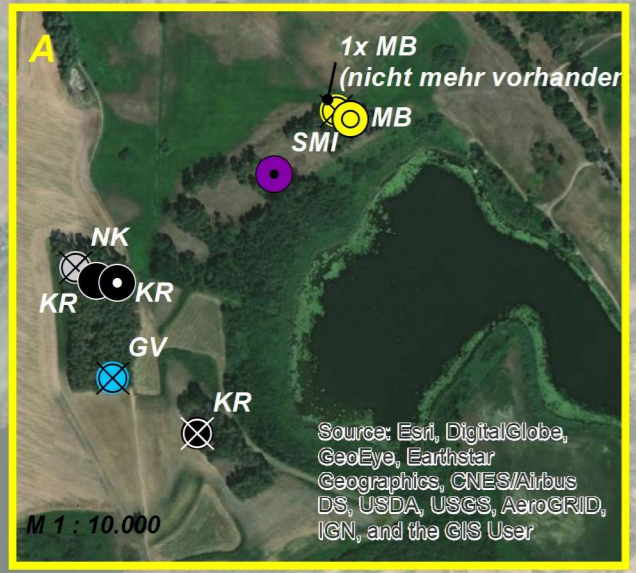 A
1x MB
(nicht mehr vorhanden
MB
SMI
NK
KR
KR
GV
KR
Source: Esri, DigitalGlobe,
GeoEye, Earthstar
Geographics, CNES/Airbus
DS, USDA, USGS, AeroGRID,
IGN, and the GIS User
M 1 : 10.000